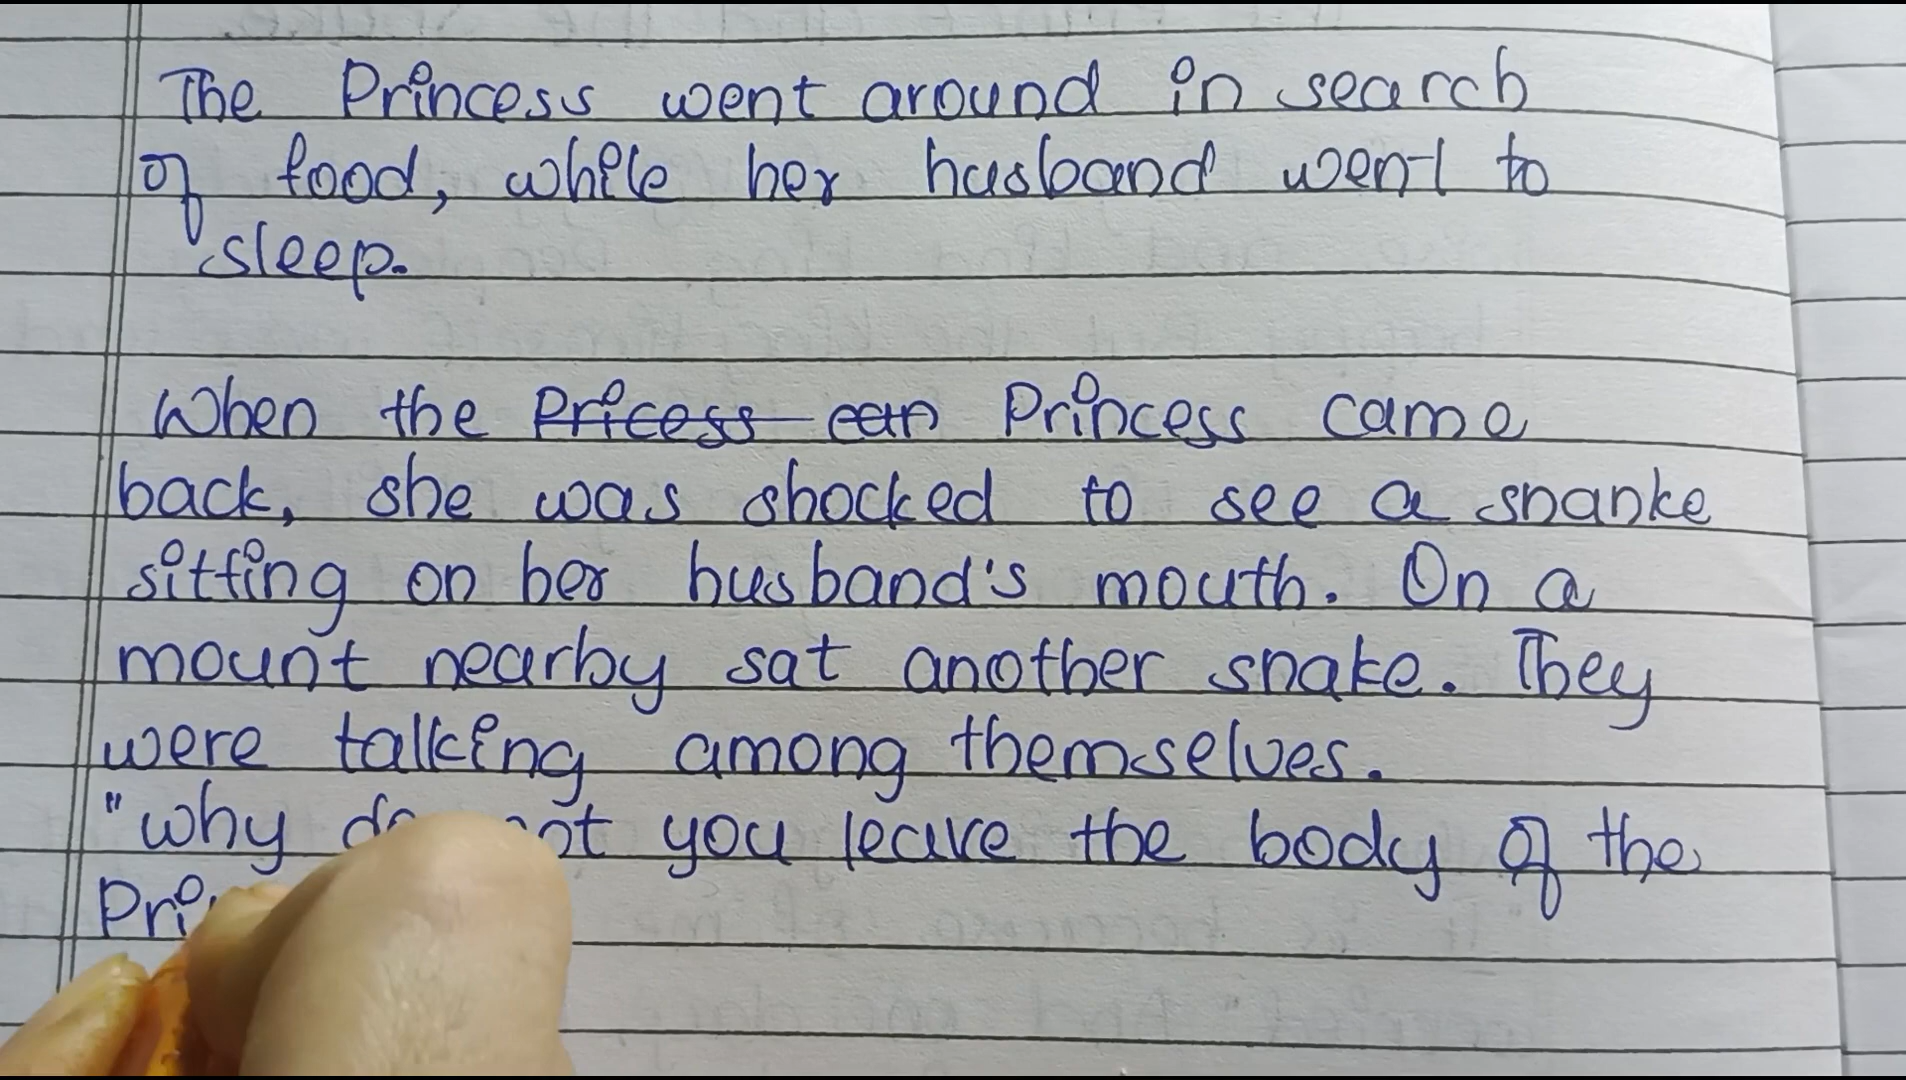 The Princess went around in search
of food, while her husband went to
sleep.
When the Pricess can Princess came
back, she was shocked to see a snanke
sitting on her husband's mouth. On a
mount nearby sat another snake. They
were talking among themselves.
"why you leave the body of the